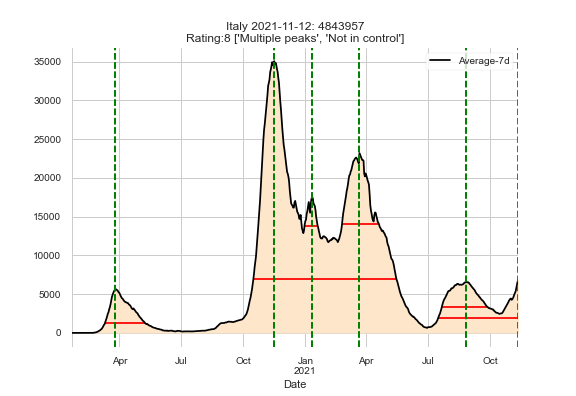 Italy 2021-11-12: 4843957
Rating:8 ['Multiple peaks', 'Not in control']
Average-7d
35000
30000
25000
20000
15000
10000
5000
0
Apr Jul Oct Jan Apr Jul Oct
2021
Date